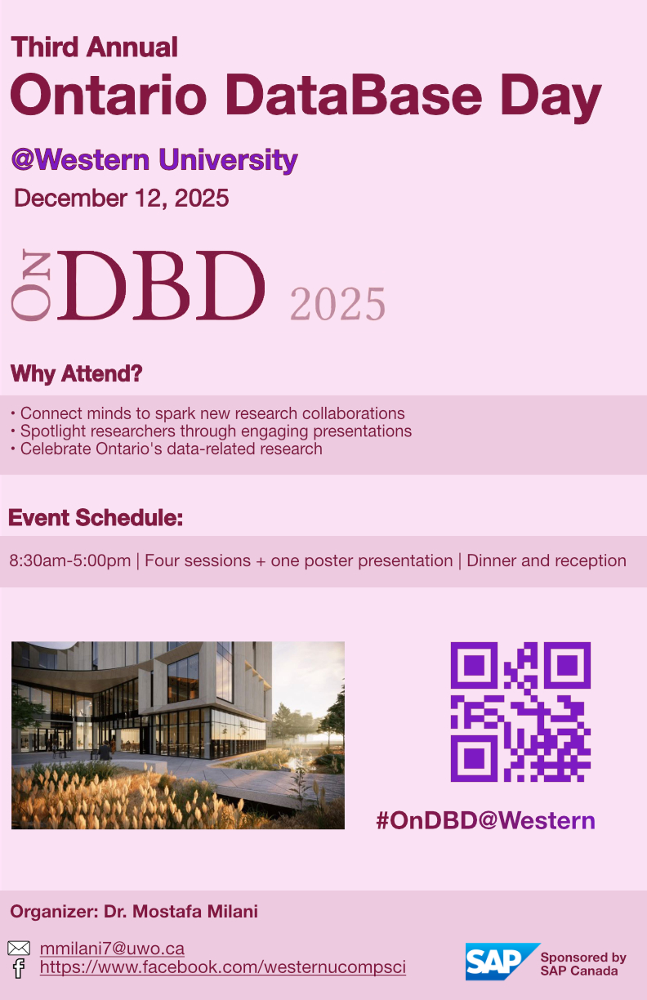 Third Annual
Ontario DataBase Day
@Western University
December 12, 2025
ON DBD 2025
Why Attend?
• Connect minds to spark new research collaborations
• Spotlight researchers through engaging presentations
• Celebrate Ontario's data-related research
Event Schedule:
8:30am-5:00pm | Four sessions + one poster presentation | Dinner and reception
#OnDBD@Western
Organizer: Dr. Mostafa Milani
mmilani7@uwo.ca
https://www.facebook.com/westernucompsci
SAP
Sponsored by
SAP Canada